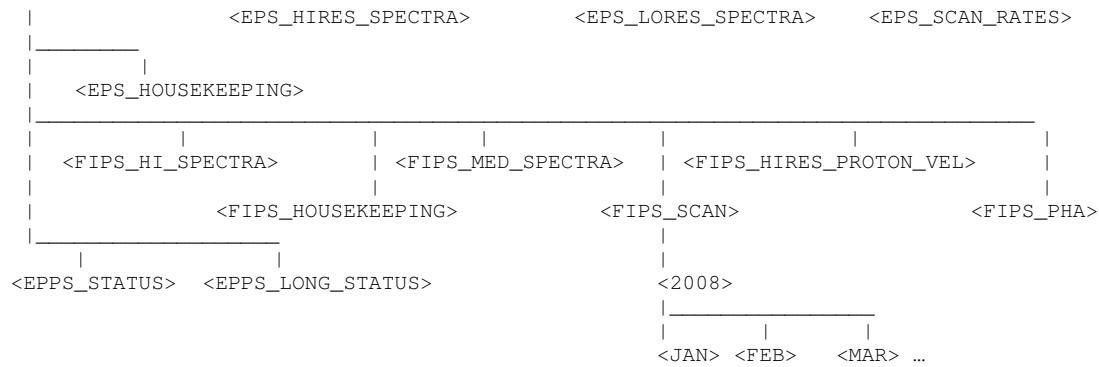 <EPS_HIRES_SPECTRA> <EPS_LORES_SPECTRA> <EPS_SCAN_RATES>
<EPS_HOUSEKEEPING>
<FIPS_HI_SPECTRA> <FIPS_MED_SPECTRA> <FIPS_HIRES_PROTON_VEL>
<FIPS_HOUSEKEEPING> <FIPS_SCAN> <FIPS_PHA>
<EPPS_STATUS> <EPPS_LONG_STATUS> <2008>
<JAN> <FEB> <MAR> …